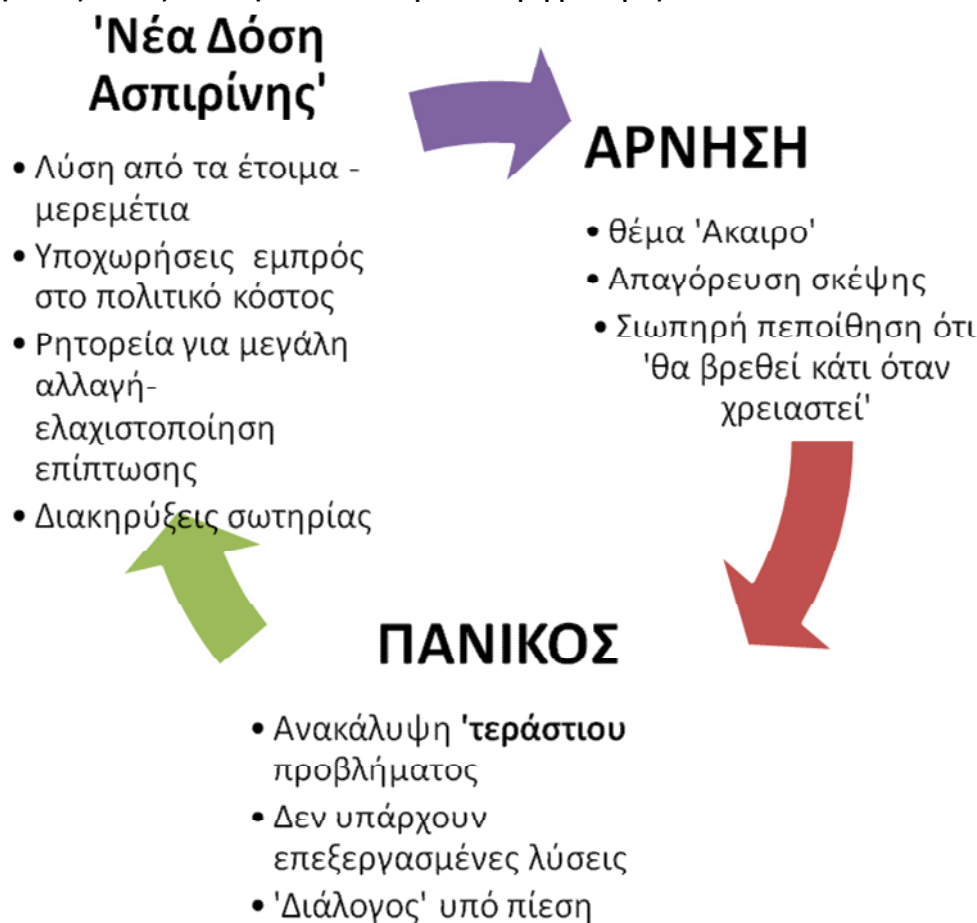 'Νέα Δόση
Ασπιρίνης'
• Λύση από τα έτοιμα -
μερεμέτια
• Υποχωρήσεις εμπρός
στο πολιτικό κόστος
• Ρητορεία για μεγάλη
αλλαγή-
ελαχιστοποίηση
επίπτωσης
• Διακηρύξεις σωτηρίας
ΑΡΝΗΣΗ
• θέμα 'Ακαιρο'
• Απαγόρευση σκέψης
• Σιωπηρή πεποίθηση ότι
'θα βρεθεί κάτι όταν
χρειαστεί'
ΠΑΝΙΚΟΣ
• Ανακάλυψη 'τεράστιου
προβλήματος
• Δεν υπάρχουν
επεξεργασμένες λύσεις
• 'Διάλογος' υπό πίεση